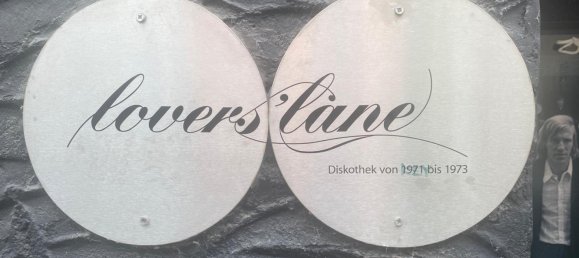 lovers' lane
Diskothek von 1971 bis 1973